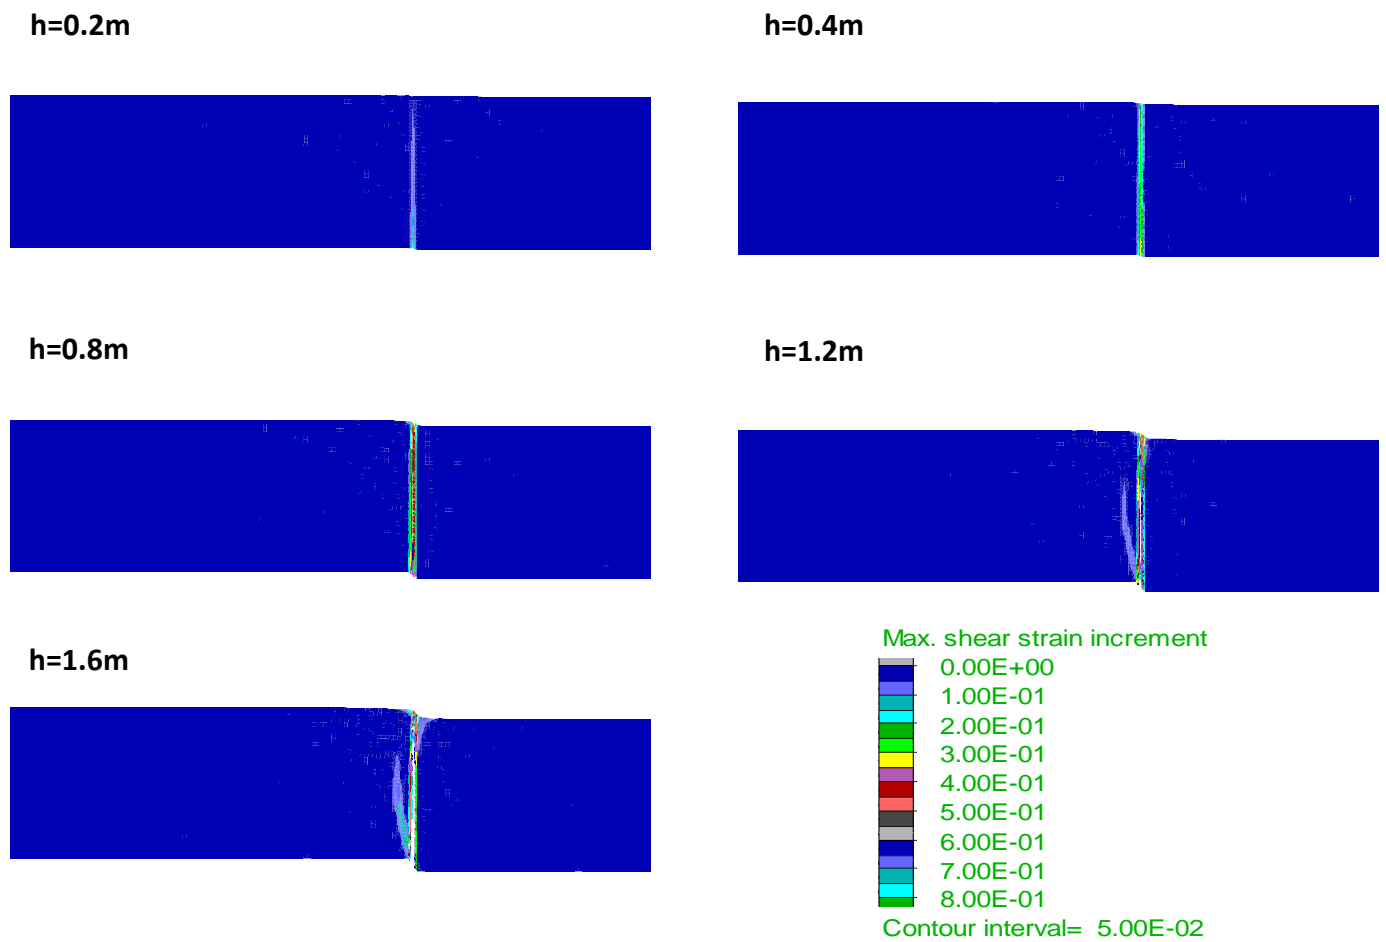 h=0.2m
h=0.4m
h=0.8m
h=1.2m
h=1.6m
Max. shear strain increment
0.00E+00
1.00E-01
2.00E-01
3.00E-01
4.00E-01
5.00E-01
6.00E-01
7.00E-01
8.00E-01
Contour interval= 5.00E-02